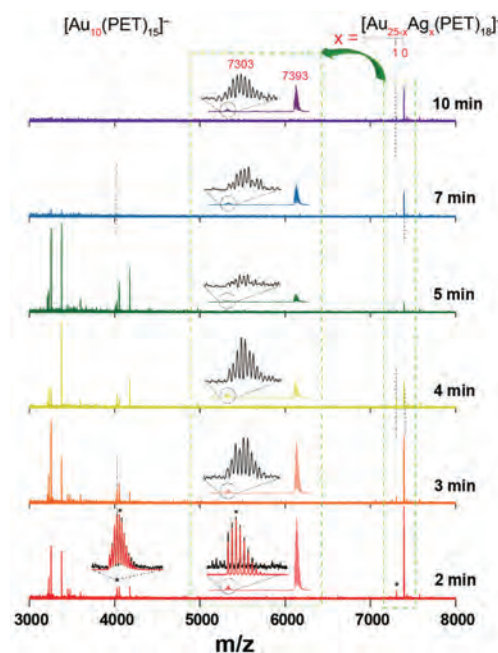 [Au10(PET)15]⁻
[Au25-xAgx(PET)18]⁻
x =
1 0
7303
7393
10 min
7 min
5 min
4 min
3 min
*
*
*
*
2 min
3000 4000 5000 6000 7000 8000
m/z